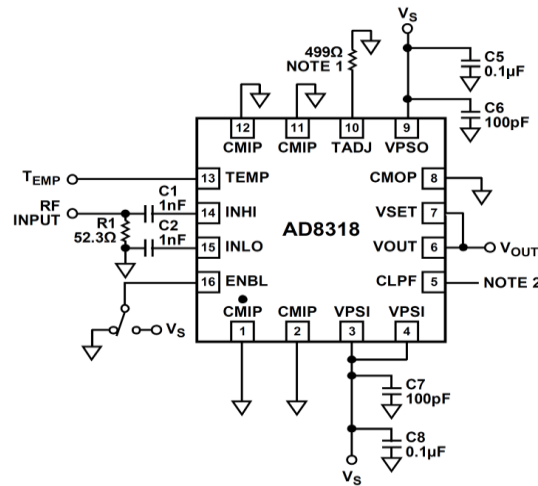 VS
499Ω
NOTE 1
C5
0.1µF
C6
100pF
12
11
10
9
CMIP
CMIP
TADJ
VPSO
TEMP
13
TEMP
CMOP
8
RF
INPUT
C1
1nF
14
INHI
VSET
7
R1
52.3Ω
C2
1nF
15
INLO
AD8318
VOUT
6
VOUT
16
ENBL
CLPF
5
NOTE 2
CMIP
CMIP
VPSI
VPSI
1
2
3
4
VS
C7
100pF
C8
0.1µF
VS